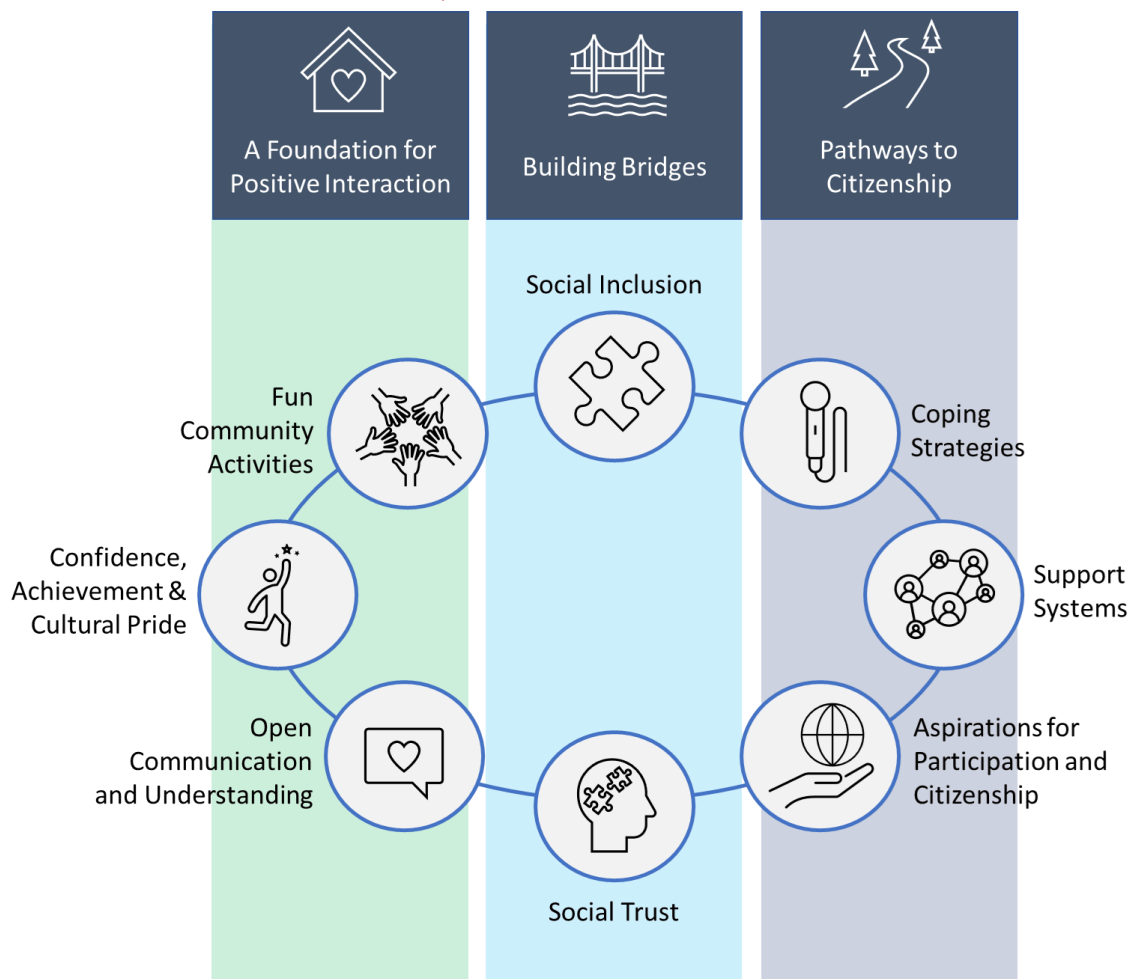 A Foundation for
Positive Interaction
Building Bridges
Pathways to
Citizenship
Social Inclusion
Fun
Community
Activities
Coping
Strategies
Confidence,
Achievement &
Cultural Pride
Support
Systems
Open
Communication
and Understanding
Aspirations for
Participation and
Citizenship
Social Trust